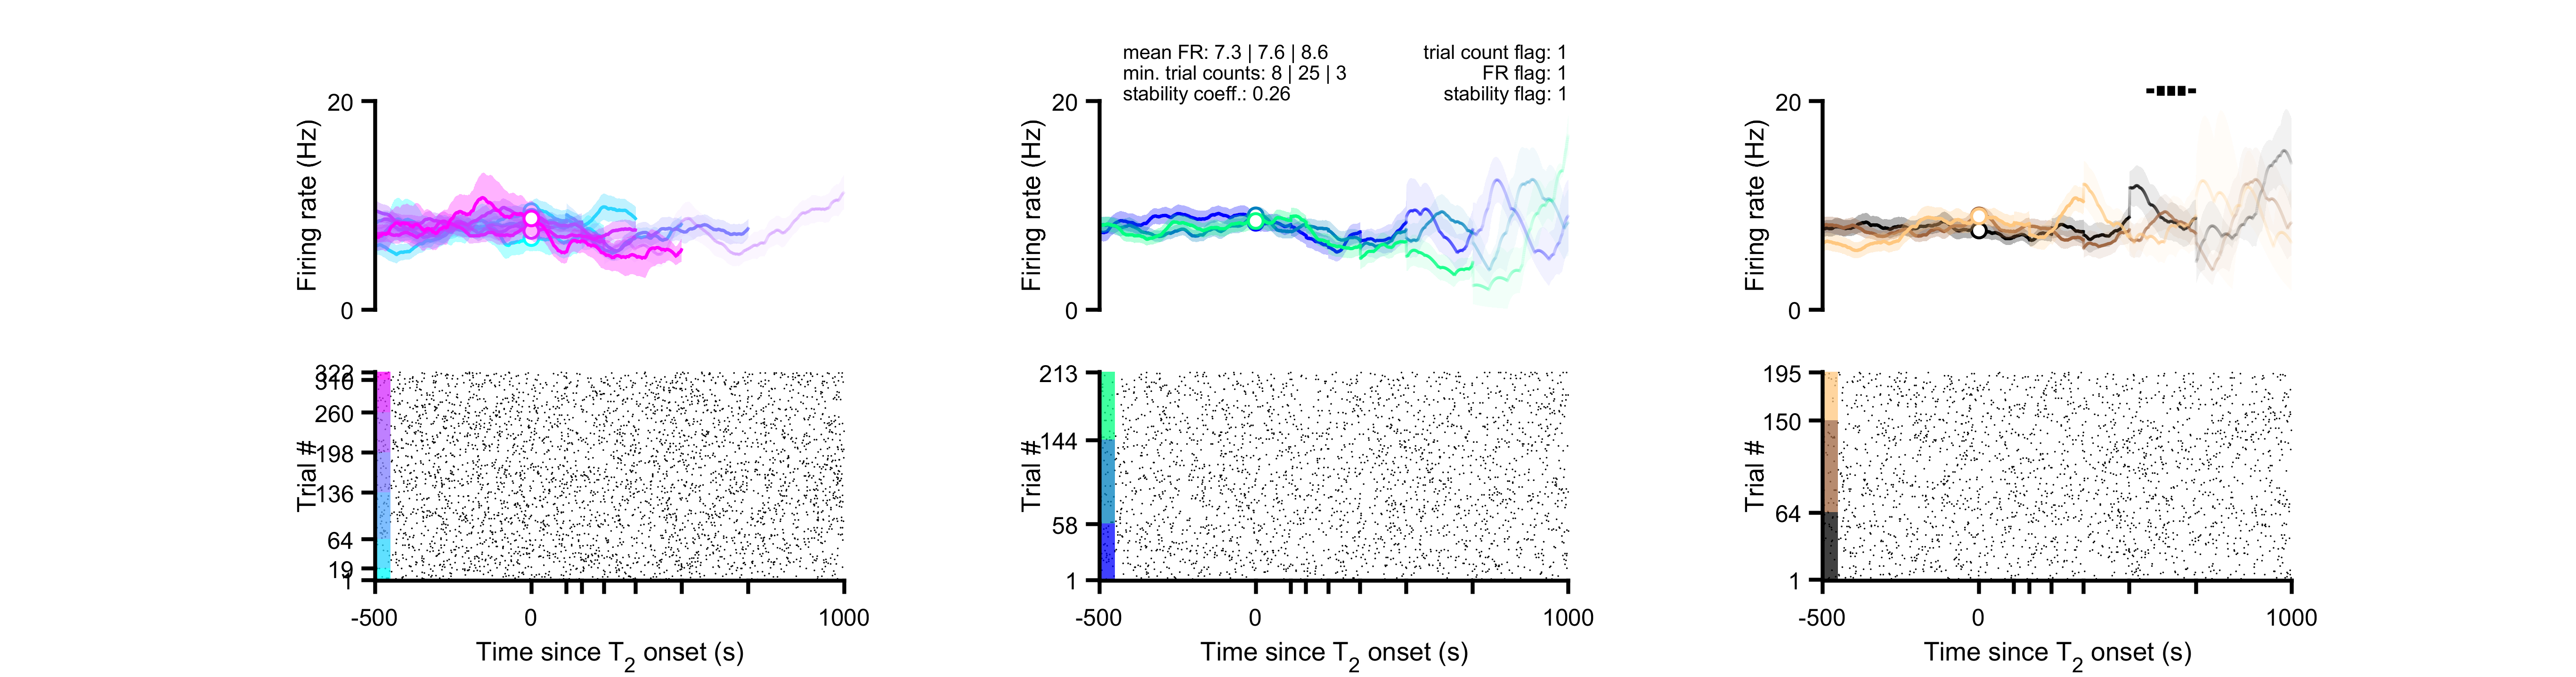 mean FR: 7.3 | 7.6 | 8.6
min. trial counts: 8 | 25 | 3
stability coeff.: 0.26
trial count flag: 1
FR flag: 1
stability flag: 1
20
Firing rate (Hz)
0
20
Firing rate (Hz)
0
20
Firing rate (Hz)
0
322
260
198
136
64
19
1
Trial #
-500
0
1000
Time since T2 onset (s)
213
144
58
1
Trial #
-500
0
1000
Time since T2 onset (s)
195
150
64
1
Trial #
-500
0
1000
Time since T2 onset (s)